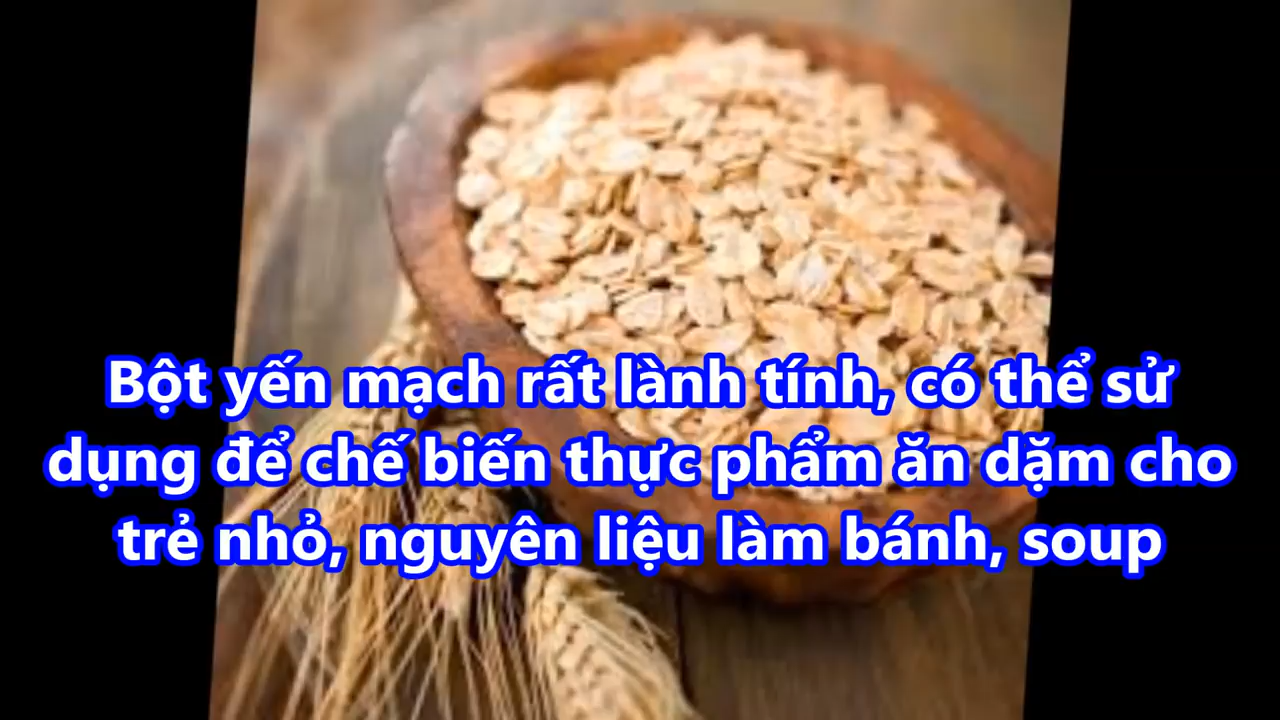 Bột yến mạch rất lành tính, có thể sử
dụng để chế biến thực phẩm ăn dặm cho
trẻ nhỏ, nguyên liệu làm bánh, soup